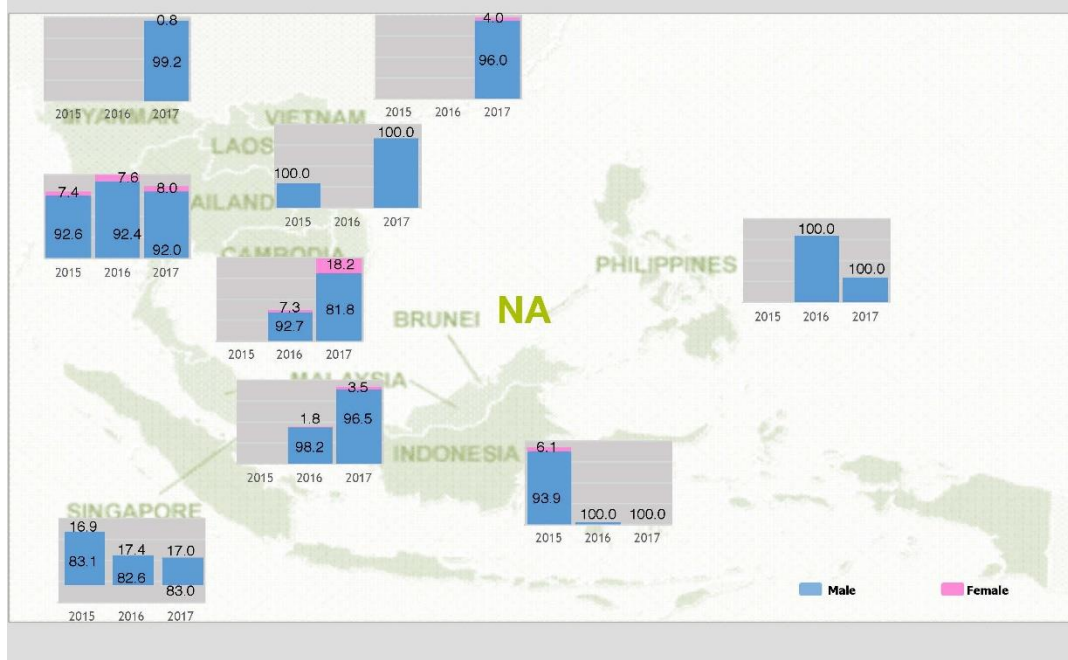 0.8
99.2
2015 2016 2017
4.0
96.0
2015 2016 2017
MYANMAR
VIETNAM
LAOS
100.0
100.0
2015 2016 2017
7.4 7.6 8.0
92.6 92.4 92.0
2015 2016 2017
AILAND
CAMBODIA
7.3 18.2
92.7 81.8
2015 2016 2017
PHILIPPINES
100.0
100.0
2015 2016 2017
BRUNEI
NA
MALAYSIA
1.8 3.5
98.2 96.5
2015 2016 2017
INDONESIA
6.1
93.9
100.0 100.0
2015 2016 2017
SINGAPORE
16.9 17.4 17.0
83.1 82.6 83.0
2015 2016 2017
Male Female